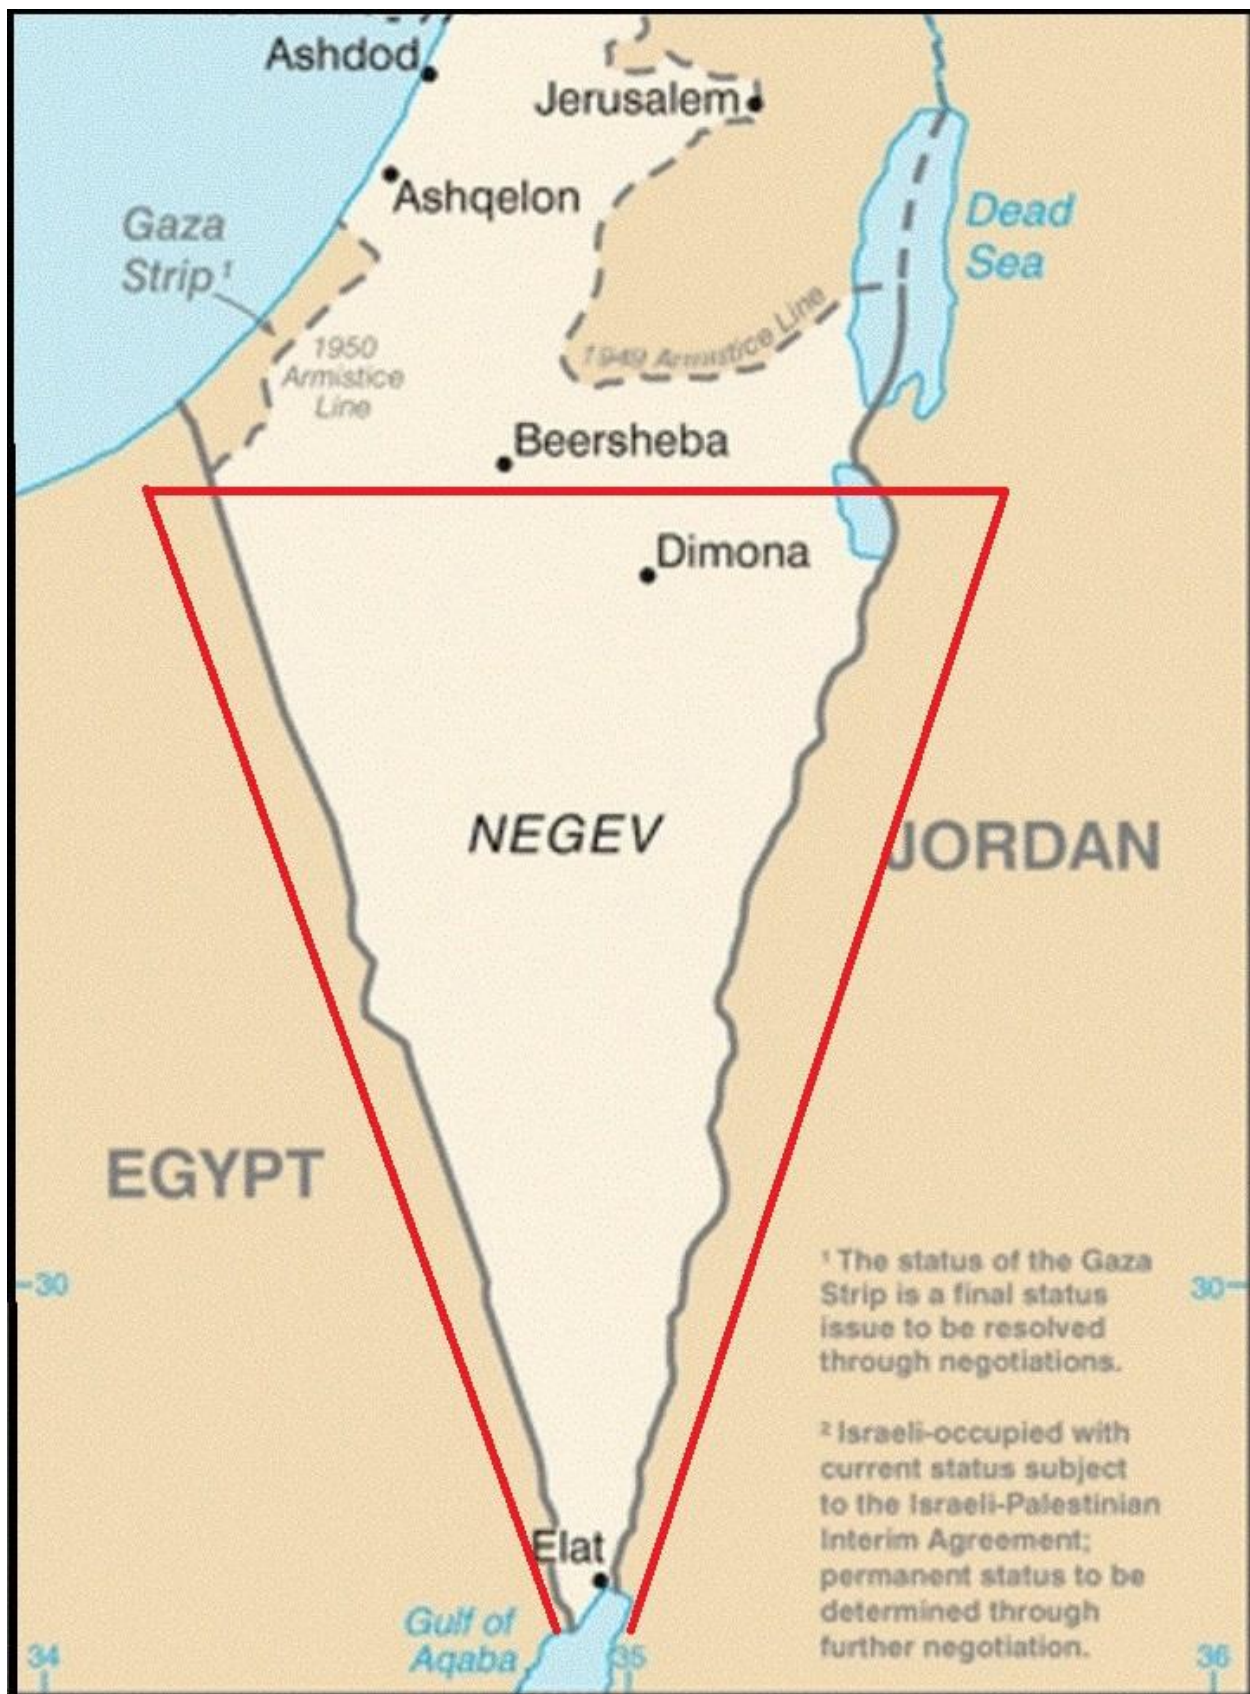 Ashdod
Jerusalem
Ashqelon
Gaza
Strip¹
Dead
Sea
1950
Armistice
Line
1949 Armistice Line
Beersheba
Dimona
NEGEV
JORDAN
EGYPT
30
30
¹ The status of the Gaza
Strip is a final status
issue to be resolved
through negotiations.
² Israeli-occupied with
current status subject
to the Israeli-Palestinian
Interim Agreement;
permanent status to be
determined through
further negotiation.
Elat
Gulf of
Aqaba
34
35
36